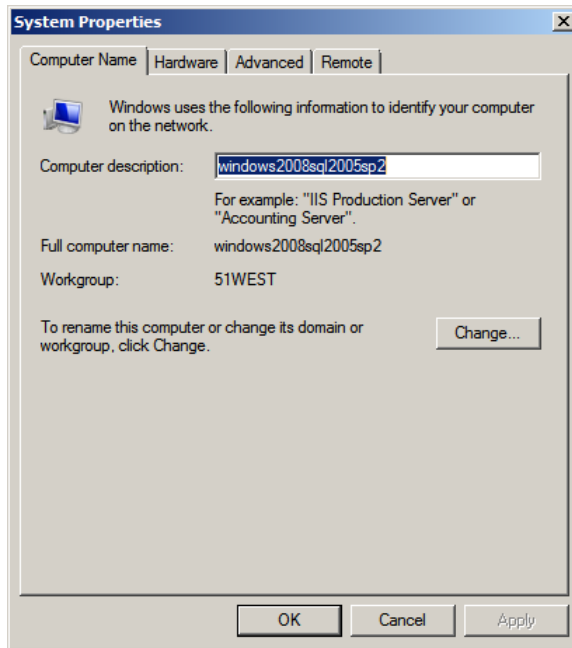 System Properties
Computer Name Hardware Advanced Remote
Windows uses the following information to identify your computer
on the network.
Computer description: windows2008sql2005sp2
For example: "IIS Production Server" or
"Accounting Server".
Full computer name: windows2008sql2005sp2
Workgroup: 51WEST
To rename this computer or change its domain or
workgroup, click Change.
Change...
OK Cancel Apply